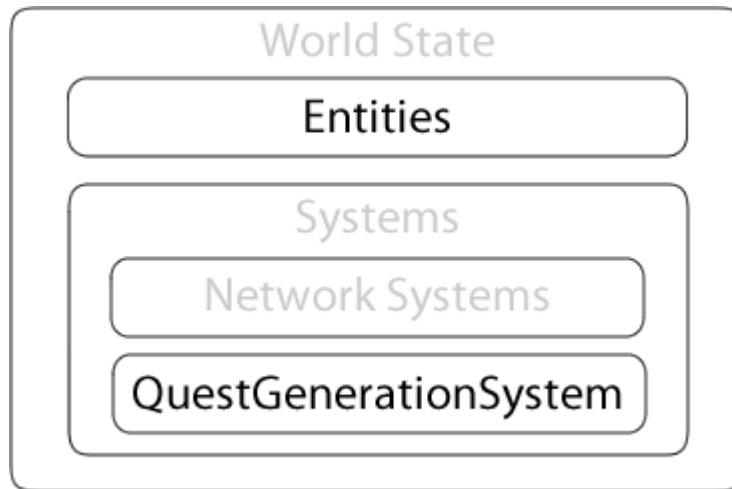 World State
Entities
Systems
Network Systems
QuestGenerationSystem